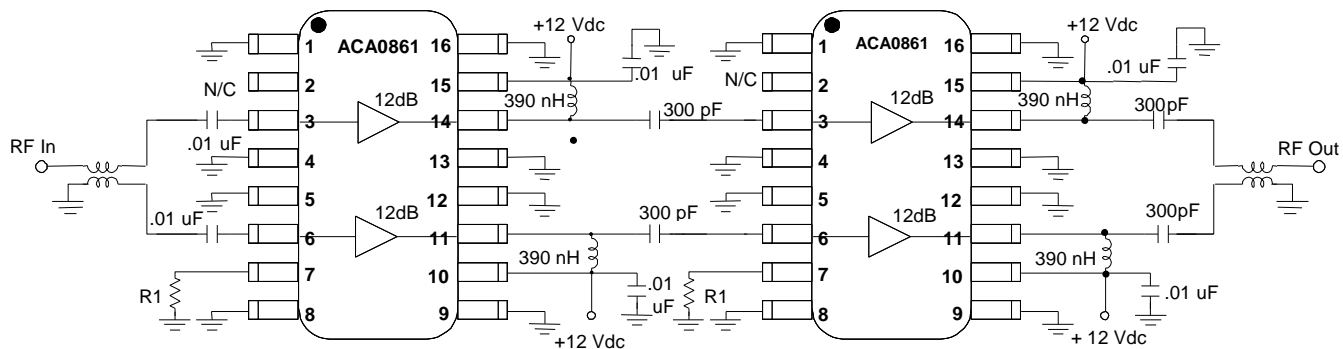 +12 Vdc
+12 Vdc
ACA0861
ACA0861
1
16
1
16
2
15
.01 uF
2
15
.01 uF
N/C
N/C
12dB
390 nH
12dB
390 nH
3
14
300 pF
3
14
300pF
.01 uF
RF In
4
13
4
13
RF Out
5
12
5
12
.01 uF
12dB
300 pF
12dB
300pF
6
11
6
11
390 nH
390 nH
7
10
7
10
R1
.01
uF
R1
.01 uF
8
9
8
9
+12 Vdc
+ 12 Vdc